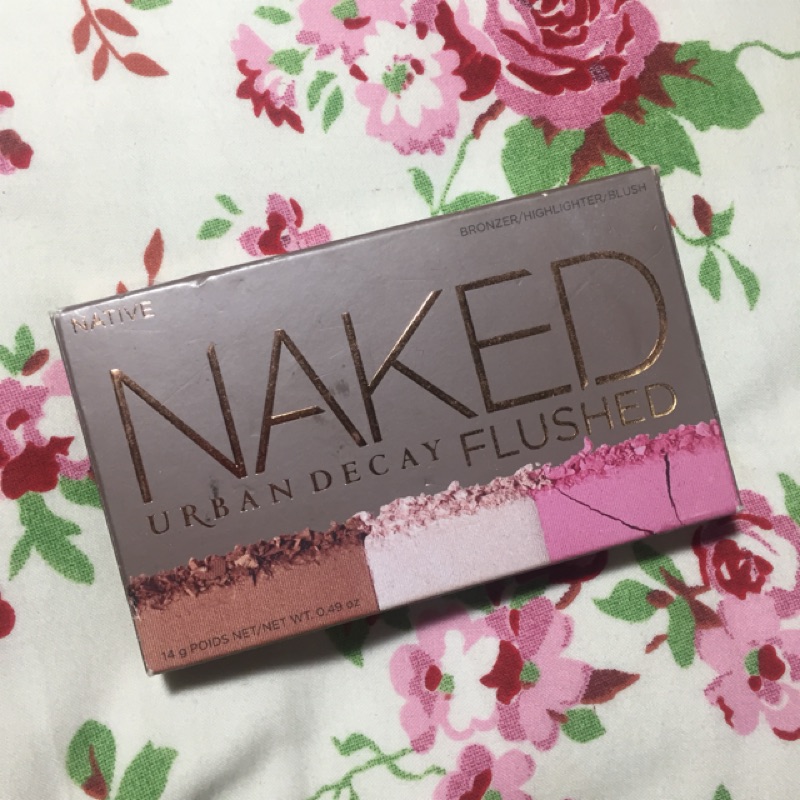 BRONZER/HIGHLIGHTER/BLUSH
NATIVE
NAKED
URBAN DECAY FLUSHED
14 g POIDS NET/NET WT. 0.49 oz